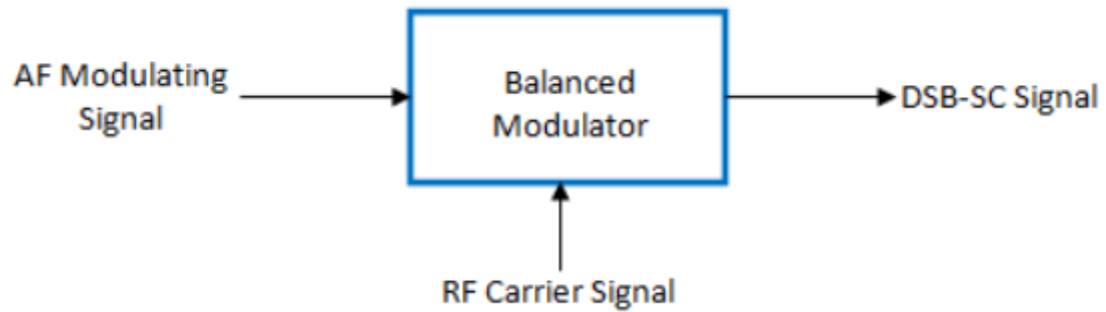 AF Modulating
Signal
Balanced
Modulator
DSB-SC Signal
RF Carrier Signal